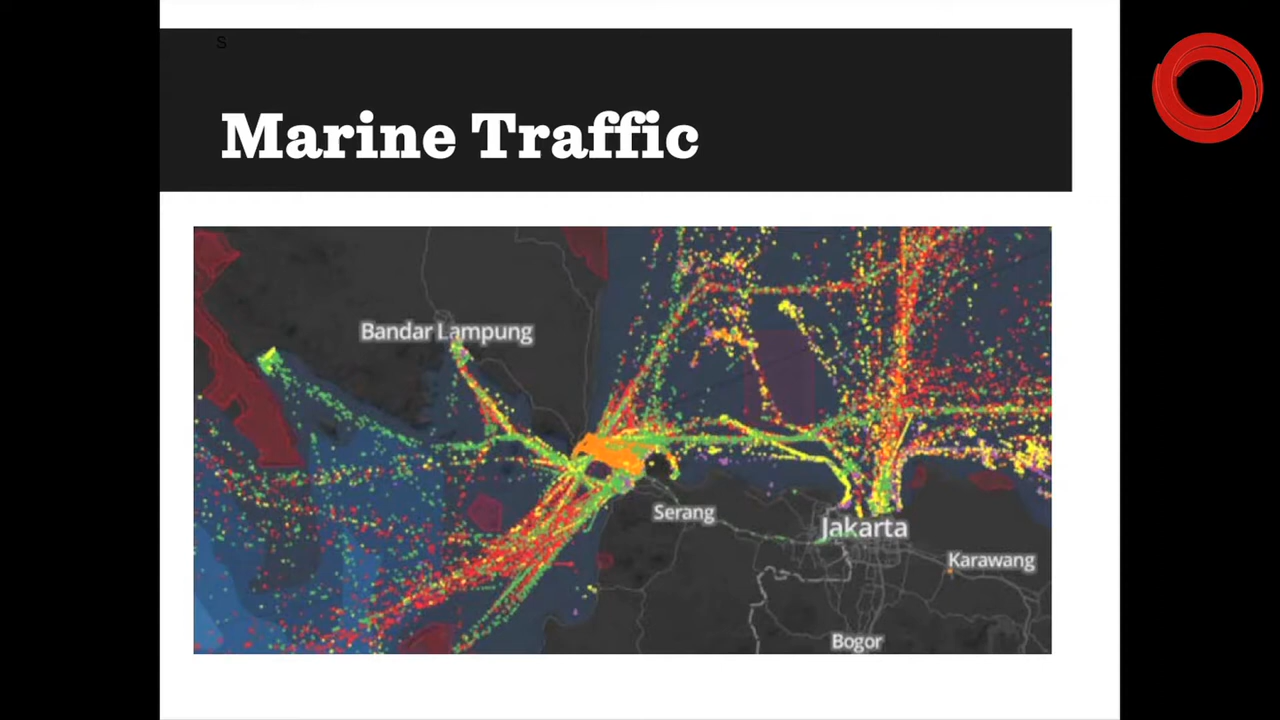 s
Marine Traffic
Bandar Lampung
Serang
Jakarta
Karawang
Bogor